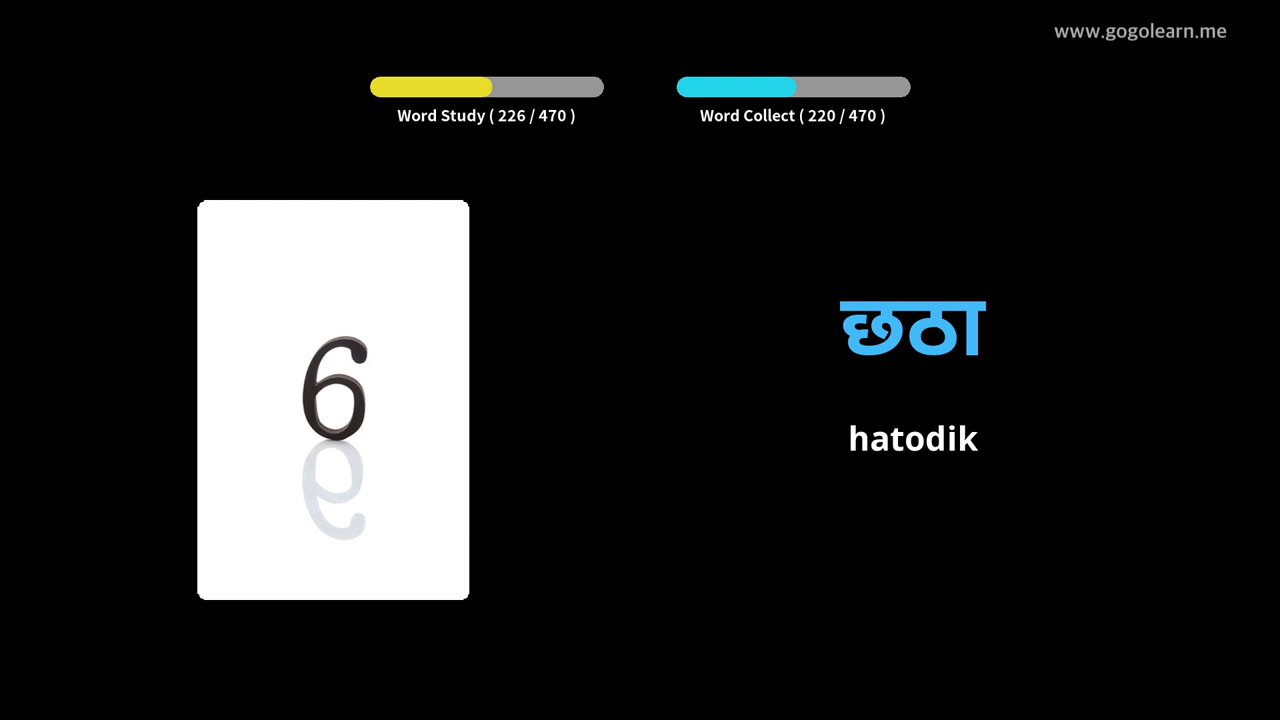 www.gogolearn.me
Word Study ( 226 / 470 )
Word Collect ( 220 / 470 )
6
छठा
hatodik